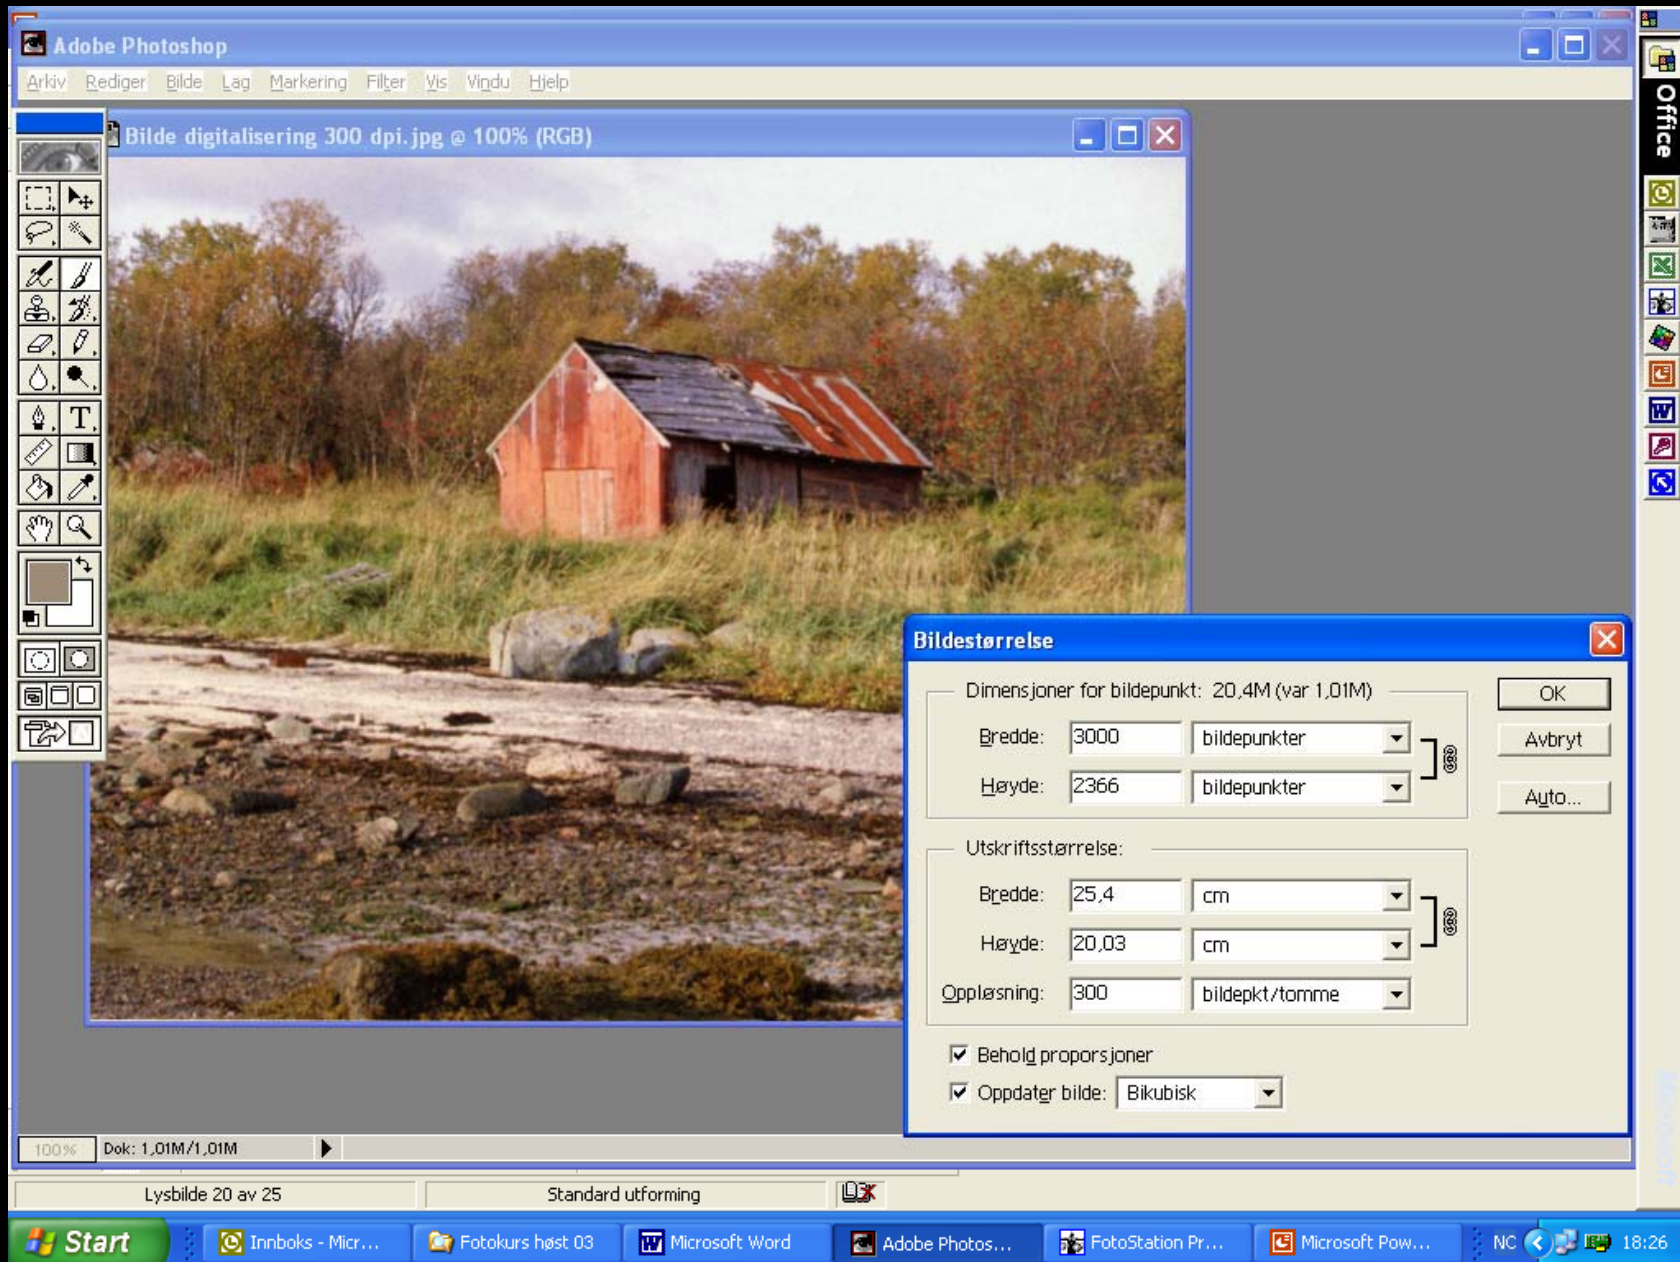 Adobe Photoshop
Arkiv Rediger Bilde Lag Markering Filter Vis Vindu Hjelp
Bilde digitalisering 300 dpi.jpg @ 100% (RGB)
T
Office
Bildestørrelse
Dimensjoner for bildepunkt: 20,4M (var 1,01M)
Bredde: 3000 bildepunkter
Høyde: 2366 bildepunkter
OK
Avbryt
Auto...
Utskriftsstørrelse:
Bredde: 25,4 cm
Høyde: 20,03 cm
Oppløsning: 300 bildepkt/tomme
Behold proporsjoner
Oppdater bilde: Bikubisk
100% Dok: 1,01M/1,01M
Lysbilde 20 av 25 Standard utforming
Start Innboks - Micr... Fotokurs høst 03 Microsoft Word Adobe Photos... FotoStation Pr... Microsoft Pow... NC 18:26